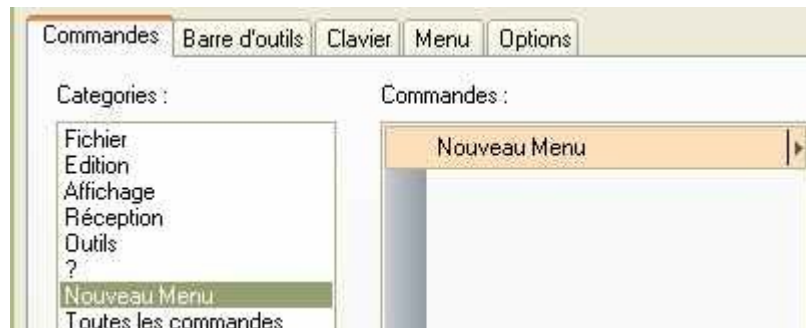 Commandes Barre d'outils Clavier Menu Options
Categories : Commandes :
Fichier
Edition
Affichage
Réception
Outils
?
Nouveau Menu
Toutes les commandes
Nouveau Menu